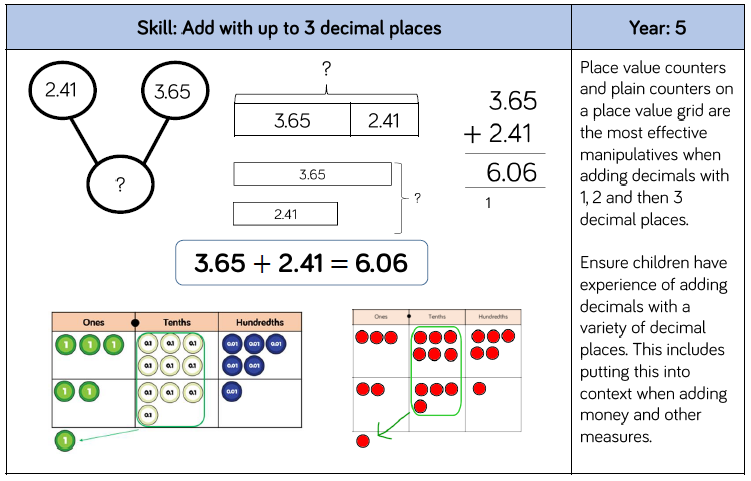 Skill: Add with up to 3 decimal places
Year: 5
2.41
3.65
?
?
3.65
2.41
3.65
2.41
?
3.65
+ 2.41
6.06
1
3.65 + 2.41 = 6.06
Ones
Tenths
Hundredths
1 1 1
0.1 0.1 0.1
0.01 0.01 0.01
0.1 0.1 0.1
0.01 0.01
1 1
0.1 0.1 0.1
0.01
0.1
1
Ones
Tenths
Hundredths
Place value counters
and plain counters on
a place value grid are
the most effective
manipulatives when
adding decimals with
1, 2 and then 3
decimal places.
Ensure children have
experience of adding
decimals with a
variety of decimal
places. This includes
putting this into
context when adding
money and other
measures.